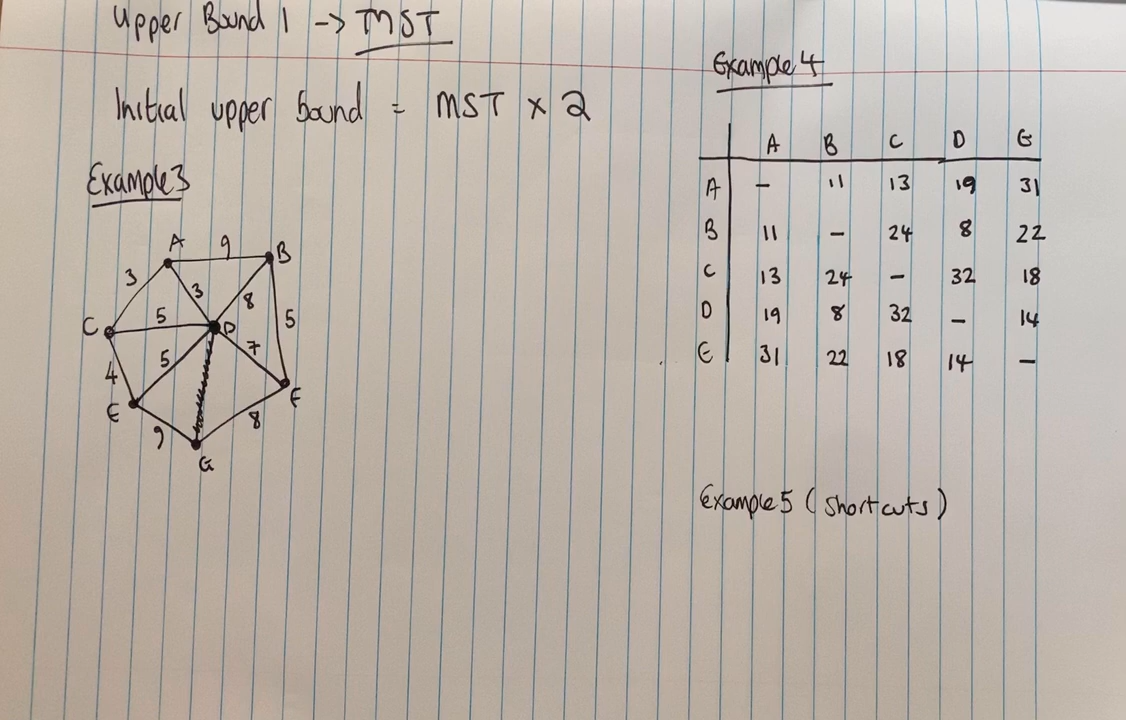 Upper Bound 1 -> MST
Initial upper bound = MST × 2
Example 3
A 9 B
3 3 8
C 5 D 5
5 7
4
E F
9 8
G
Example 4
A B C D E
A - 11 13 19 31
B 11 - 24 8 22
C 13 24 - 32 18
D 19 8 32 - 14
E 31 22 18 14 -
Example 5 (shortcuts)